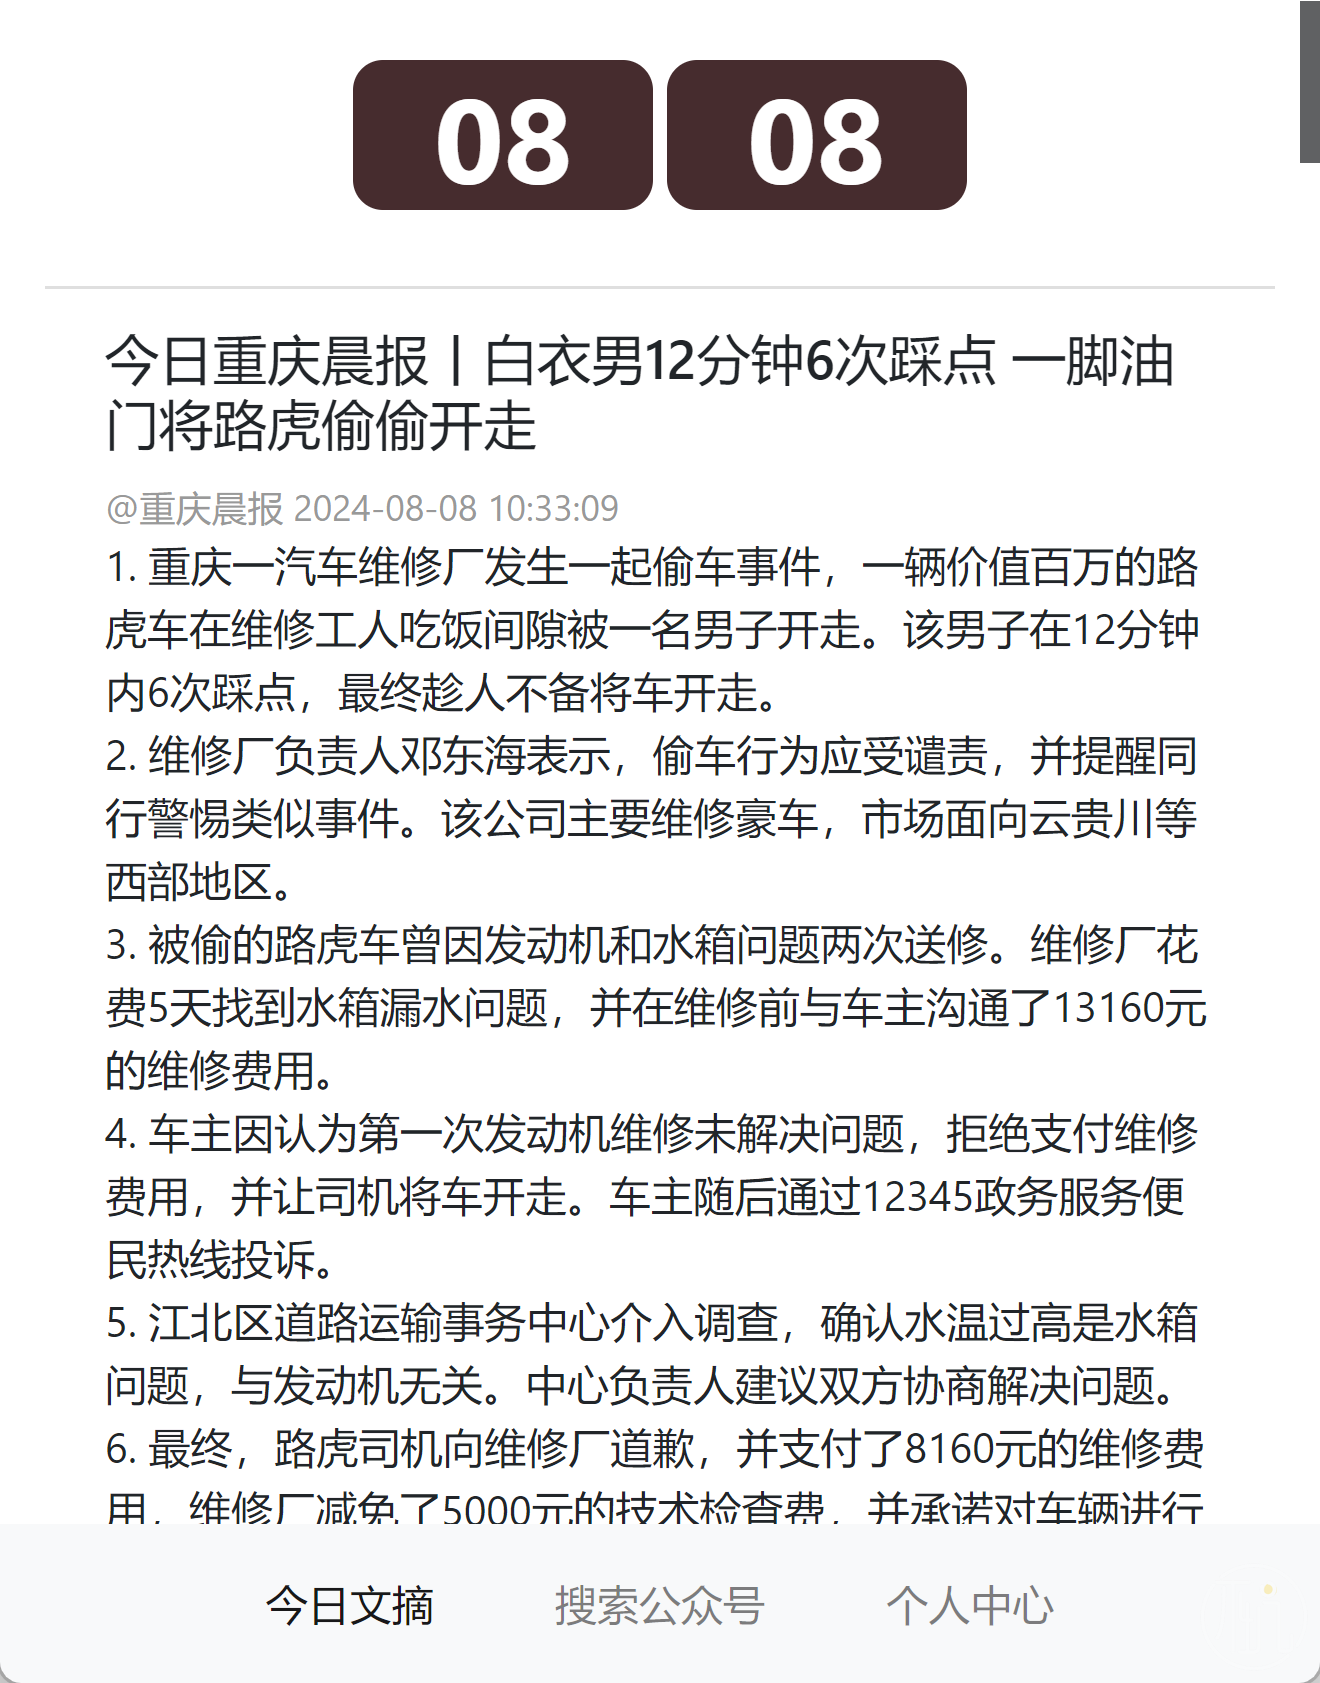 08 08
今日重庆晨报丨白衣男12分钟6次踩点 一脚油
门将路虎偷偷开走
@重庆晨报 2024-08-08 10:33:09
1. 重庆一汽车维修厂发生一起偷车事件，一辆价值百万的路
虎车在维修工人吃饭间隙被一名男子开走。该男子在12分钟
内6次踩点，最终趁人不备将车开走。
2. 维修厂负责人邓东海表示，偷车行为应受谴责，并提醒同
行警惕类似事件。该公司主要维修豪车，市场面向云贵川等
西部地区。
3. 被偷的路虎车曾因发动机和水箱问题两次送修。维修厂花
费5天找到水箱漏水问题，并在维修前与车主沟通了13160元
的维修费用。
4. 车主因认为第一次发动机维修未解决问题，拒绝支付维修
费用，并让司机将车开走。车主随后通过12345政务服务便
民热线投诉。
5. 江北区道路运输事务中心介入调查，确认水温过高是水箱
问题，与发动机无关。中心负责人建议双方协商解决问题。
6. 最终，路虎司机向维修厂道歉，并支付了8160元的维修费
用，维修厂减免了5000元的技术检查费，并承诺对车辆进行
今日文摘 搜索公众号 个人中心